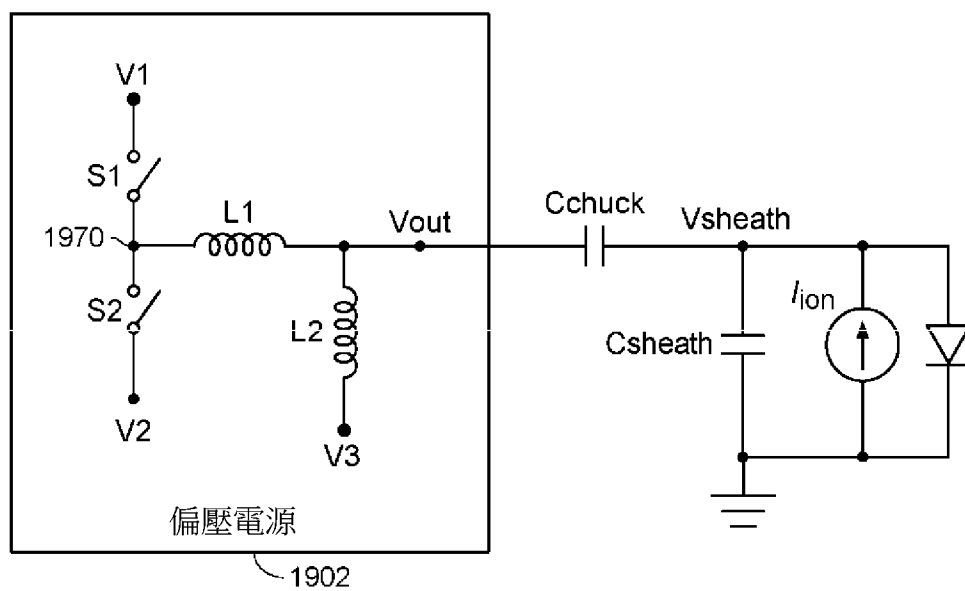 V1
S1
1970
L1
Vout
S2
L2
V2
V3
Cchuck
Vsheath
Iion
Csheath
偏壓電源
1902